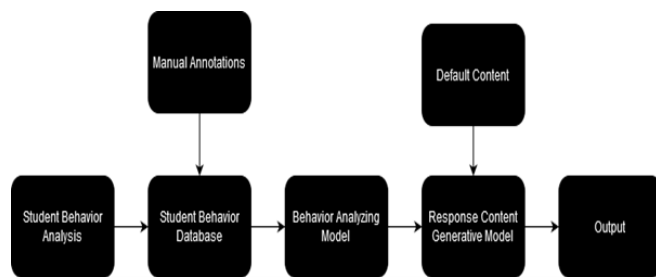 Manual Annotations
Default Content
Student Behavior
Analysis
Student Behavior
Database
Behavior Analyzing
Model
Response Content
Generative Model
Output